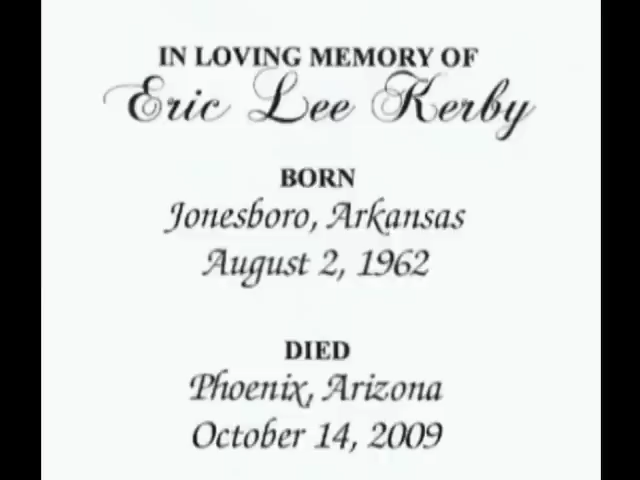 IN LOVING MEMORY OF
Eric Lee Kerby
BORN
Jonesboro, Arkansas
August 2, 1962
DIED
Phoenix, Arizona
October 14, 2009